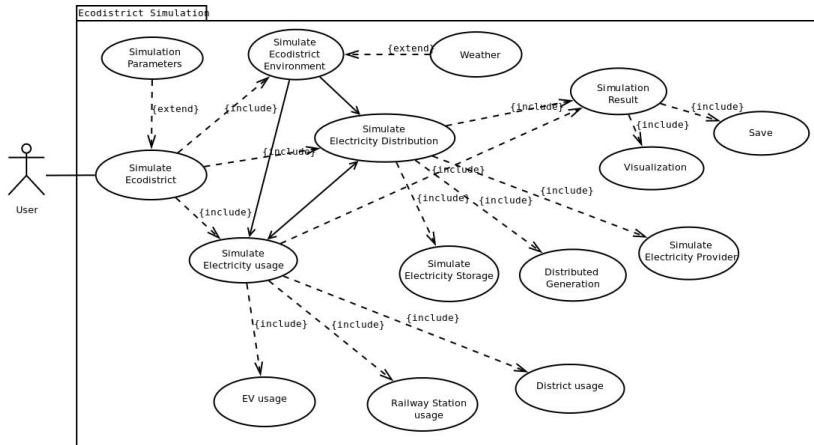 Ecodistrict Simulation
Simulation
Parameters
Simulate
Ecodistrict
Environment
{extend}
Weather
{extend}
{include}
Simulation
Result
{include}
{include}
{include}
Save
Simulate
Electricity Distribution
Visualization
Simulate
Ecodistrict
{include}
{include}
User
{include}
{include}
{include}
{include}
Simulate
Electricity usage
Simulate
Electricity Storage
Distributed
Generation
Simulate
Electricity Provider
{include}
{include}
{include}
EV usage
Railway Station
usage
District usage